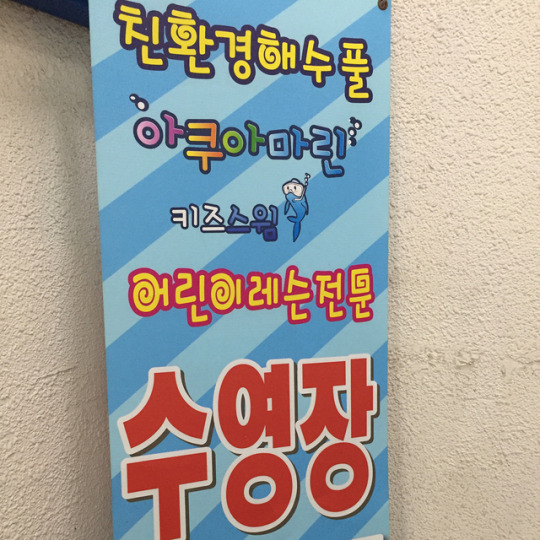 친환경해수풀
아쿠아마린
키즈스윔
어린이레슨전문
수영장